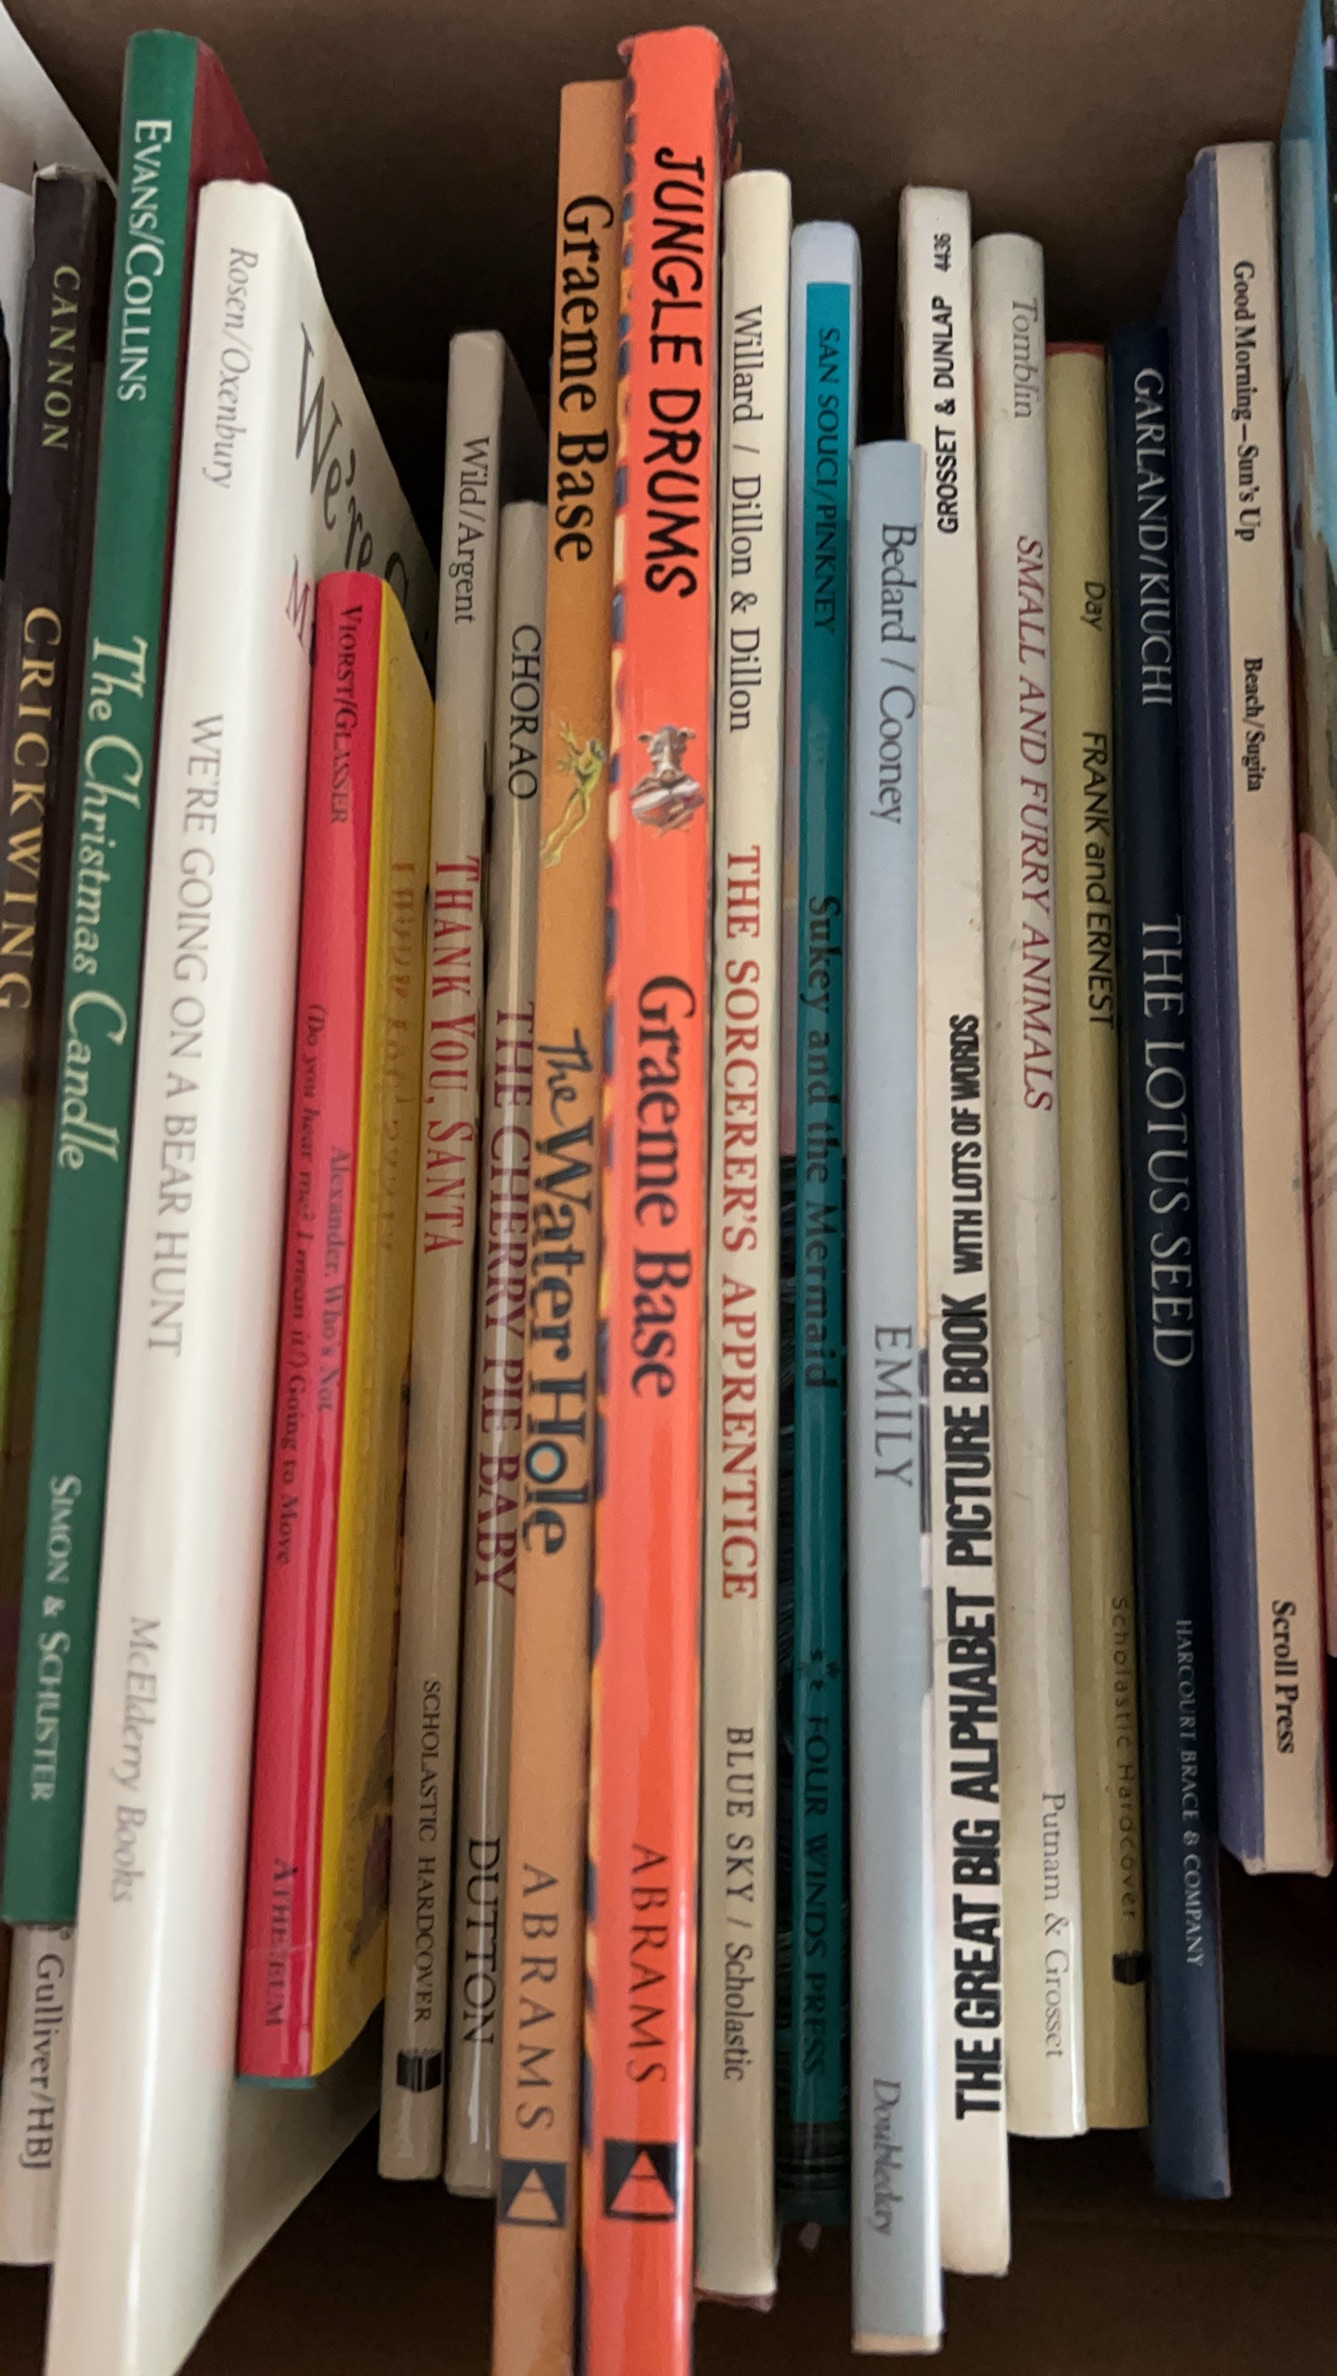 CANNON CRICKWING Gulliver/HBJ
EVANS/COLLINS The Christmas Candle SIMON & SCHUSTER
Rosen/Oxenbury WE'RE GOING ON A BEAR HUNT McElderry Books
We're
VIORST/GLASSER Alexander, Who's Not
(Do you hear me? I mean it!) Going to Move
ATHENEUM
Wild/Argent THANK YOU, SANTA SCHOLASTIC HARDCOVER
CHORAO THE CHERRY PIE BABY DUTTON
Graeme Base The Water Hole ABRAMS
JUNGLE DRUMS Graeme Base ABRAMS
Willard / Dillon & Dillon THE SORCERER'S APPRENTICE BLUE SKY / Scholastic
SAN SOUCI/PINKNEY Sukey and the Mermaid FOUR WINDS PRESS
Bedard / Cooney EMILY Doubleday
THE GREAT BIG ALPHABET PICTURE BOOK WITH LOTS OF WORDS GROSSET & DUNLAP 4436
Tomblin SMALL AND FURRY ANIMALS Putnam & Grosset
Day FRANK and ERNEST Scholastic Hardcover
GARLAND/KIUCHI THE LOTUS SEED HARCOURT BRACE & COMPANY
Good Morning—Sun's Up Beach/Sugita Scroll Press